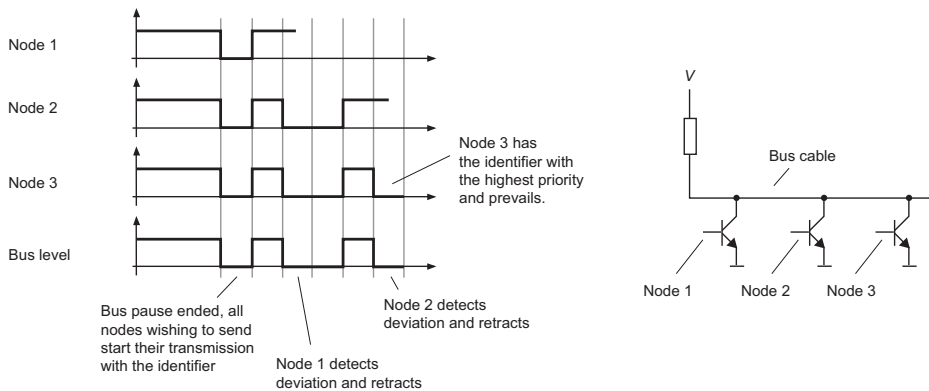 Node 1
Node 2
Node 3
Bus level
Node 3 has
the identifier with
the highest priority
and prevails.
Bus pause ended, all
nodes wishing to send
start their transmission
with the identifier
Node 1 detects
deviation and retracts
Node 2 detects
deviation and retracts
V
Bus cable
Node 1
Node 2
Node 3